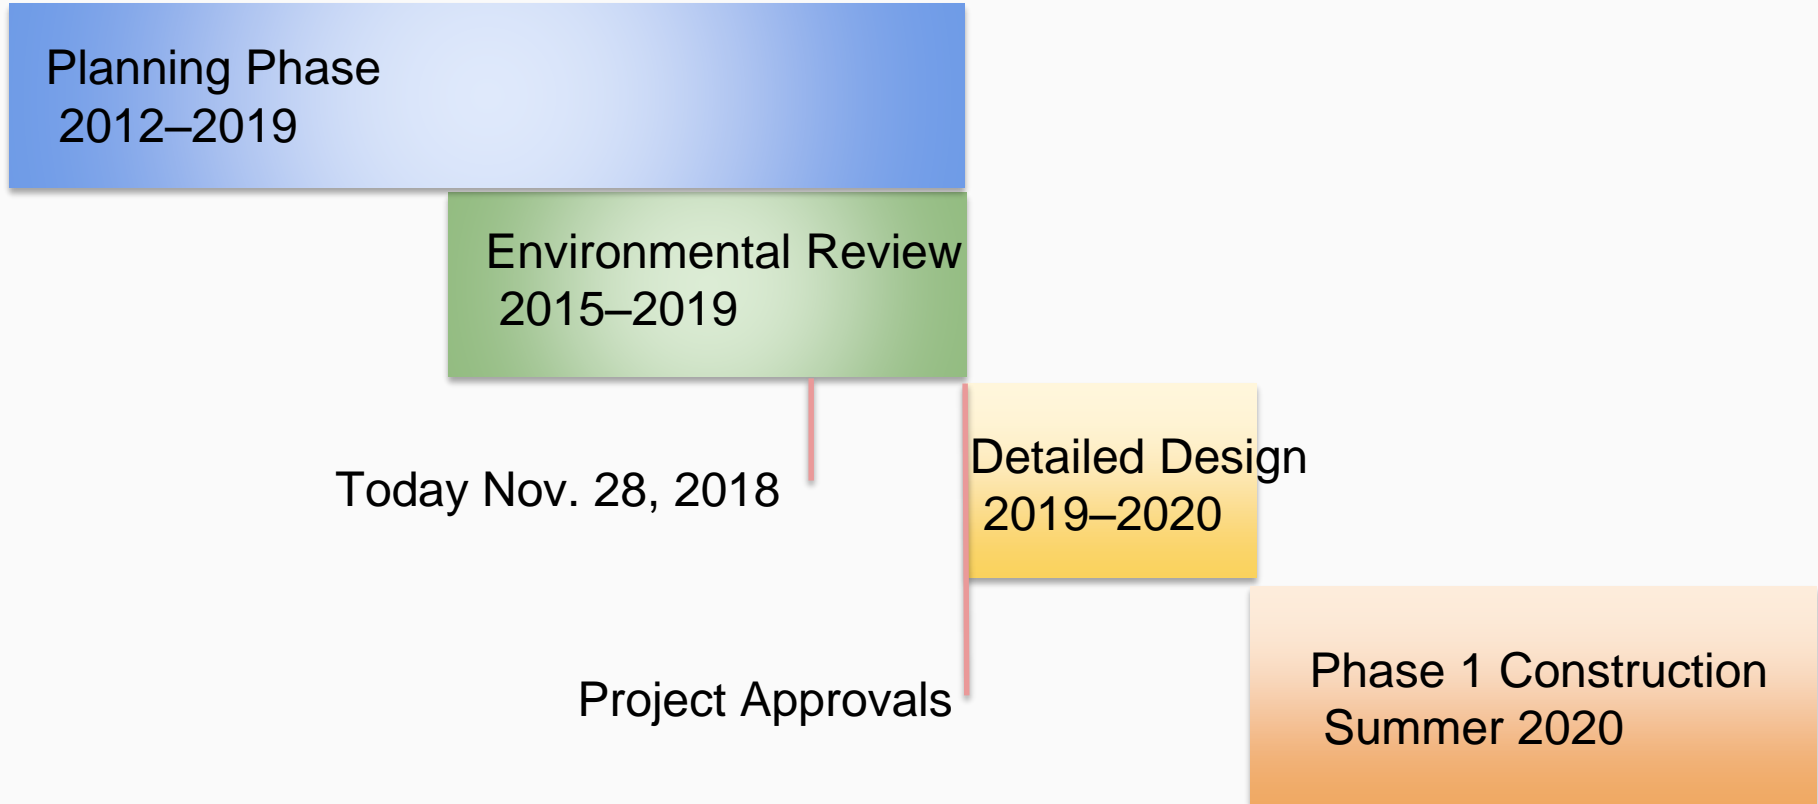 Planning Phase
2012–2019
Environmental Review
2015–2019
Today Nov. 28, 2018
Detailed Design
2019–2020
Project Approvals
Phase 1 Construction
Summer 2020